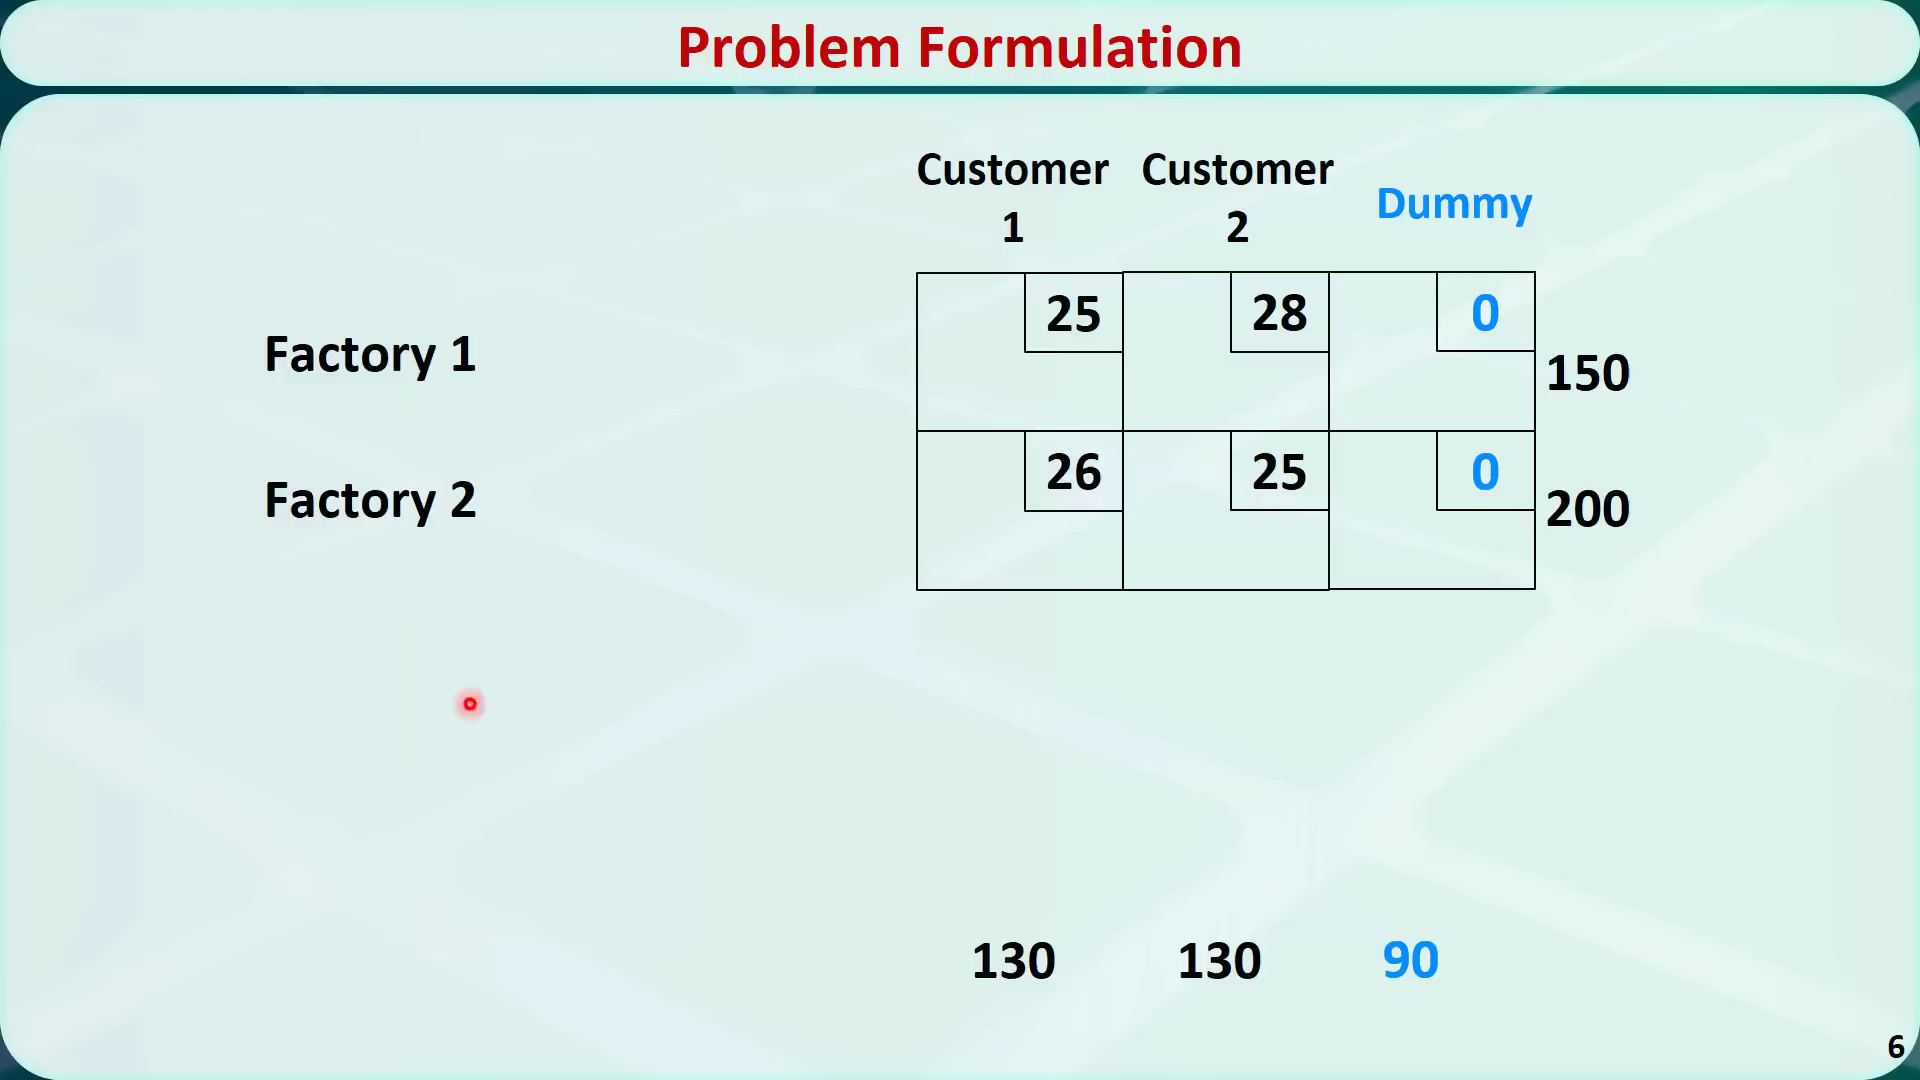 Problem Formulation
Customer 1
Customer 2
Dummy
Factory 1
25 28 0
150
Factory 2
26 25 0
200
130 130 90
6